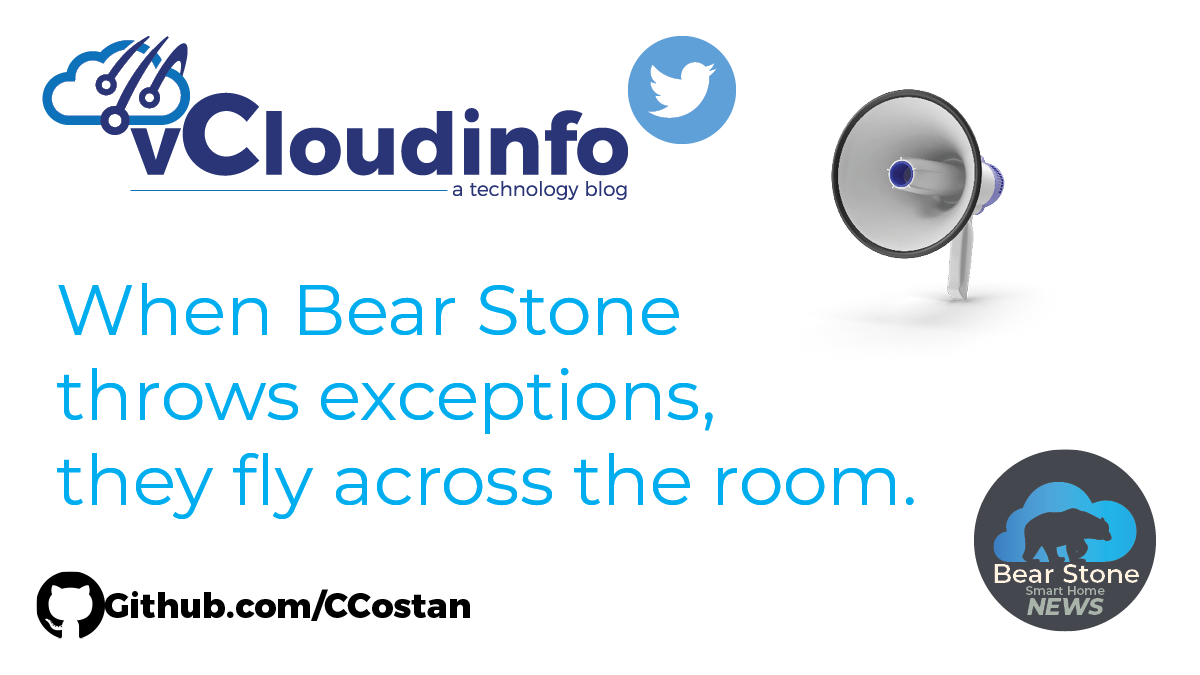 vCloudinfo
a technology blog
When Bear Stone
throws exceptions,
they fly across the room.
Github.com/CCostan
Bear Stone
Smart Home
NEWS